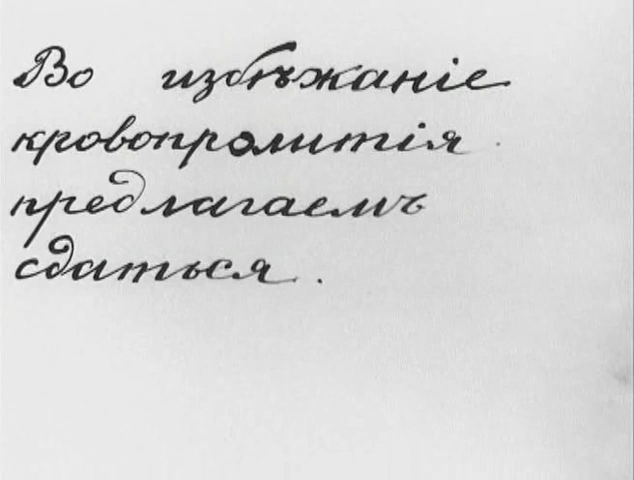 Во избѣжаніе
кровопролитія
предлагаемъ
сдаться.